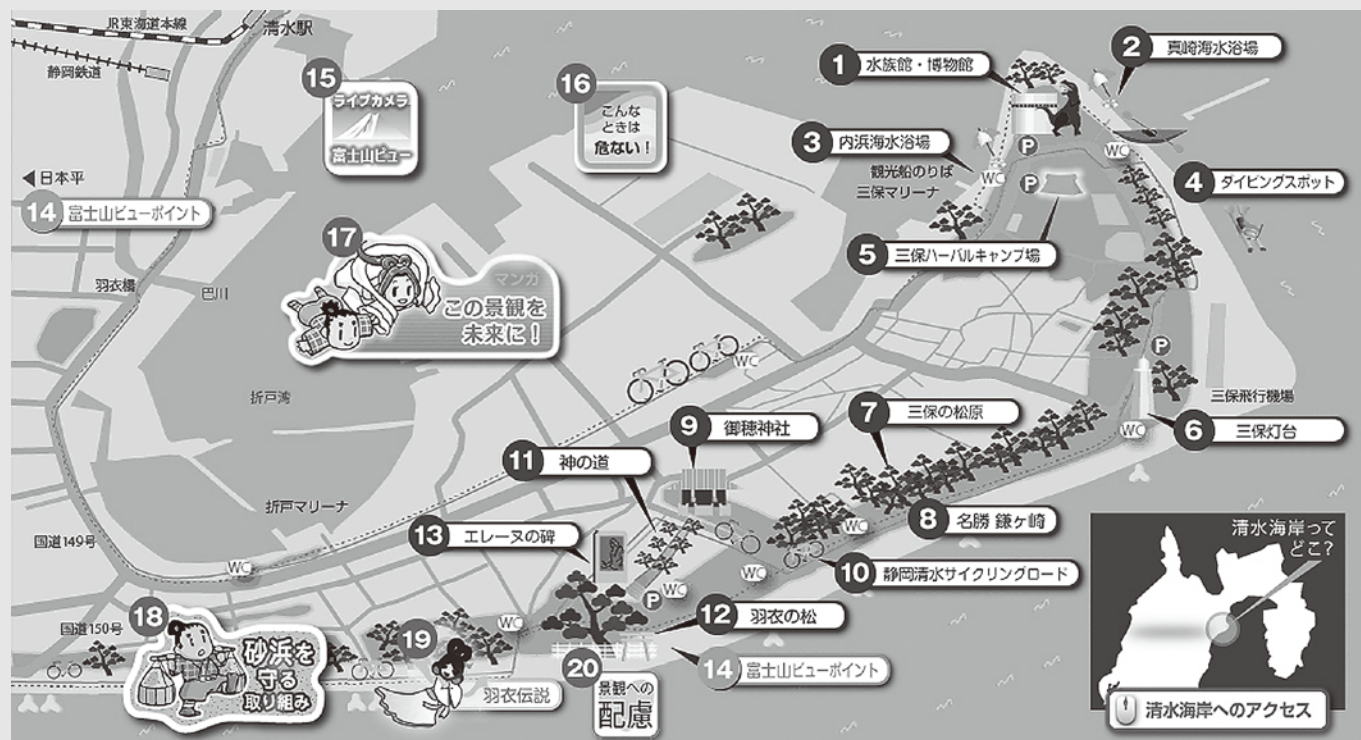 JR東海道本線
清水駅
静岡鉄道
15
ライブカメラ
富士山ビュー
16
こんな
ときは
危ない！
1 水族館・博物館
2 真崎海水浴場
3 内浜海水浴場
P
WC
WC
観光船のりば
三保マリーナ
P
4 ダイビングスポット
5 三保ハーバルキャンプ場
◀日本平
14 富士山ビューポイント
17
マンガ
この景観を
未来に！
羽衣橋
巴川
折戸湾
WC
P
三保飛行機場
6 三保灯台
WC
7 三保の松原
8 名勝 鎌ヶ崎
9 御穂神社
11 神の道
折戸マリーナ
13 エレーヌの碑
WC
10 静岡清水サイクリングロード
WC
WC
P
12 羽衣の松
14 富士山ビューポイント
国道149号
WC
国道150号
18
砂浜を
守る
取り組み
19
羽衣伝説
WC
20
景観への
配慮
清水海岸って
どこ？
清水海岸へのアクセス